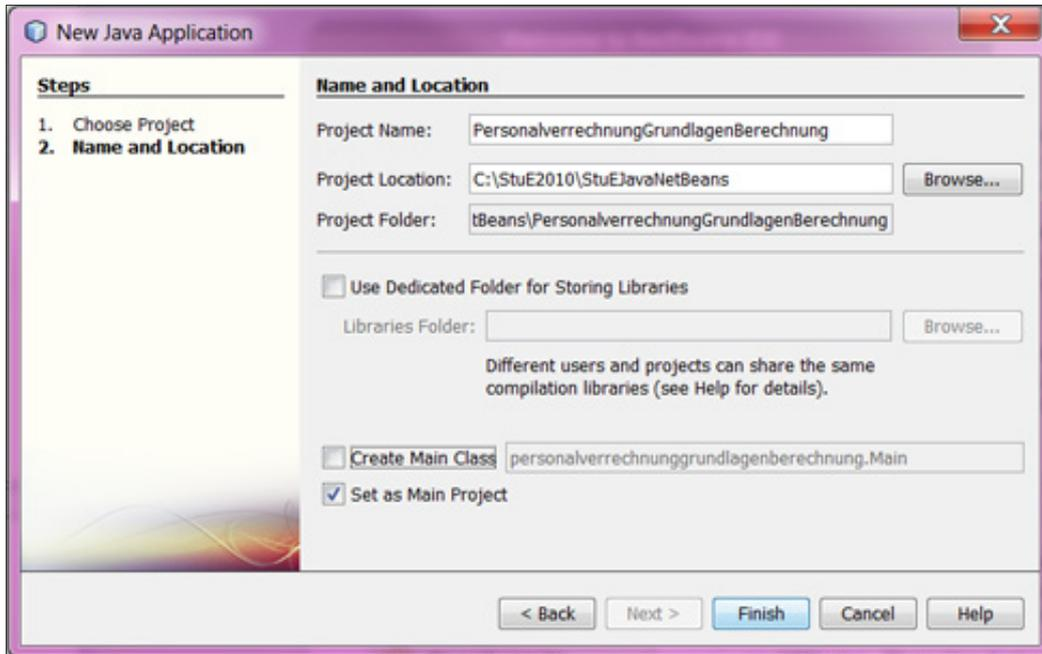 New Java Application
Steps
1. Choose Project
2. Name and Location
Name and Location
Project Name: PersonalverrechnungGrundlagenBerechnung
Project Location: C:\StuE2010\StuEJavaNetBeans Browse...
Project Folder: tBeans\PersonalverrechnungGrundlagenBerechnung
Use Dedicated Folder for Storing Libraries
Libraries Folder: Browse...
Different users and projects can share the same
compilation libraries (see Help for details).
Create Main Class personalverrechnunggrundlagenberechnung.Main
Set as Main Project
< Back Next > Finish Cancel Help